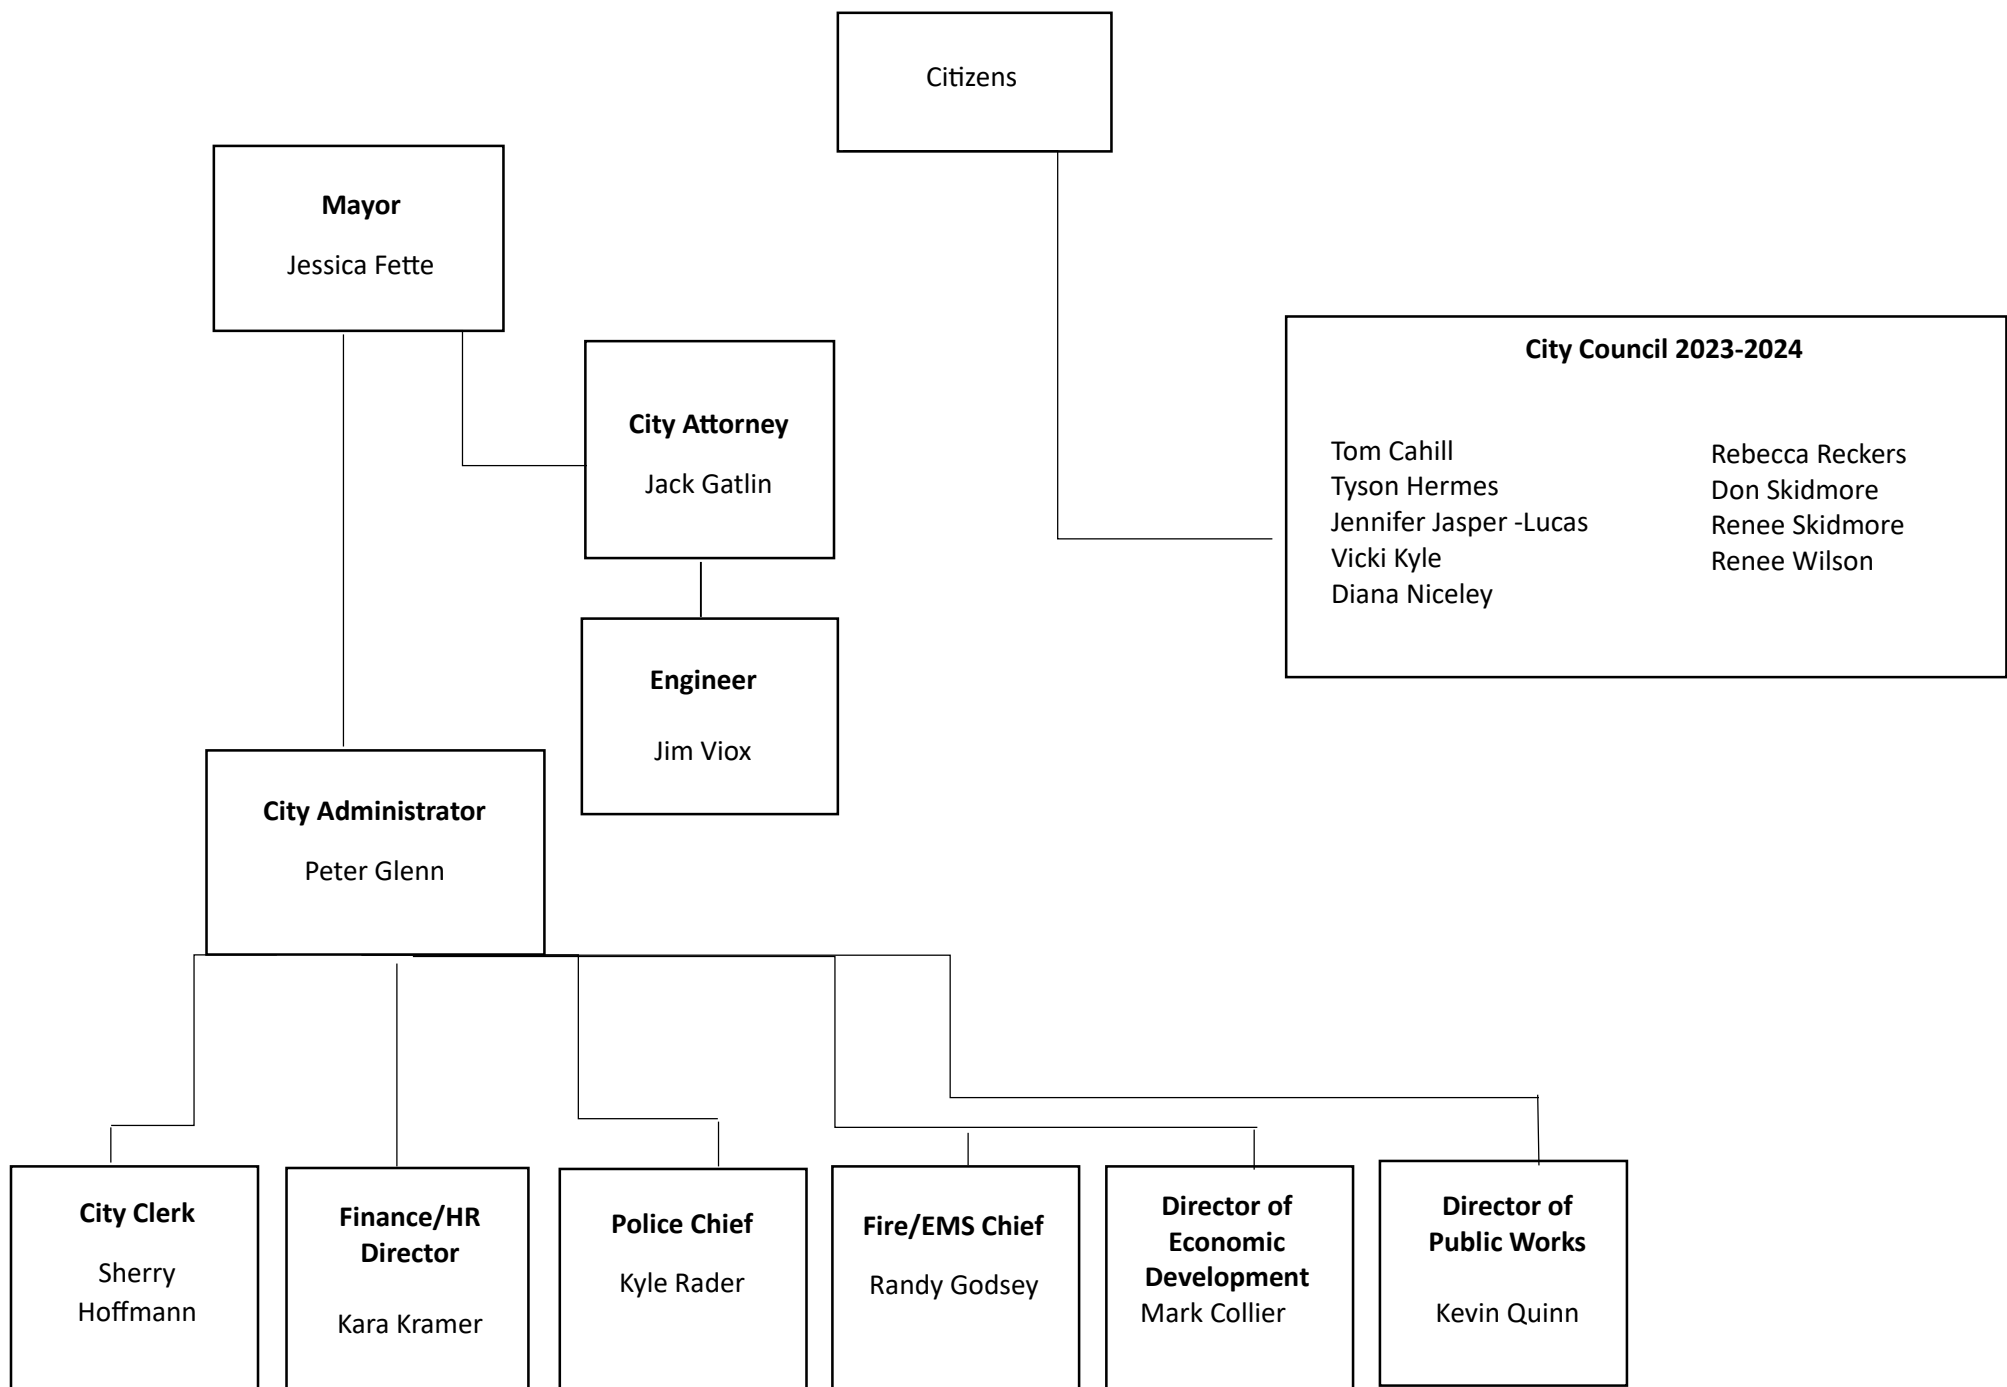 Citizens
Mayor
Jessica Fette
City Attorney
Jack Gatlin
Engineer
Jim Viox
City Council 2023-2024
Tom Cahill
Tyson Hermes
Jennifer Jasper -Lucas
Vicki Kyle
Diana Niceley
Rebecca Reckers
Don Skidmore
Renee Skidmore
Renee Wilson
City Administrator
Peter Glenn
City Clerk
Sherry
Hoffmann
Finance/HR
Director
Kara Kramer
Police Chief
Kyle Rader
Fire/EMS Chief
Randy Godsey
Director of
Economic
Development
Mark Collier
Director of
Public Works
Kevin Quinn